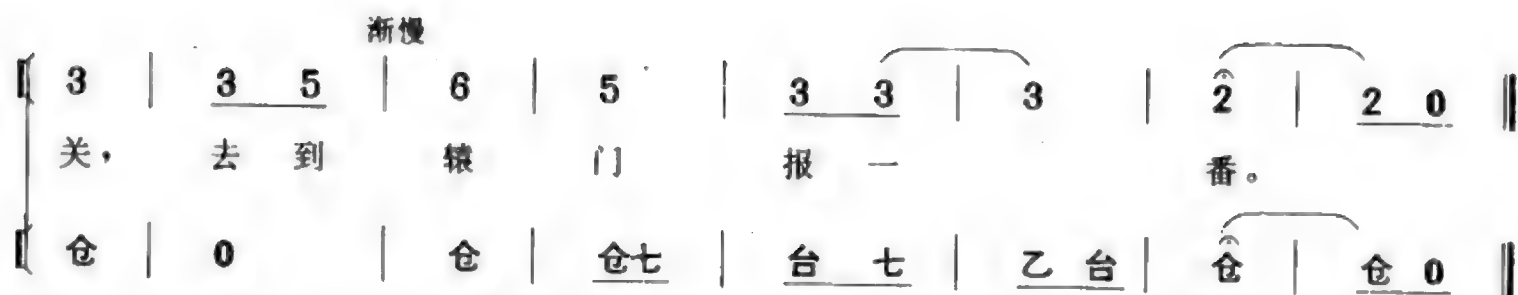 渐慢
3 | 3 5 | 6 | 5 | 3 3 | 3 | 2 | 2 0 ‖
关， 去 到 辕 门 报 一 番。
仓 | 0 | 仓 | 仓七 | 台 七 | 乙 台 | 仓 | 仓 0 ‖